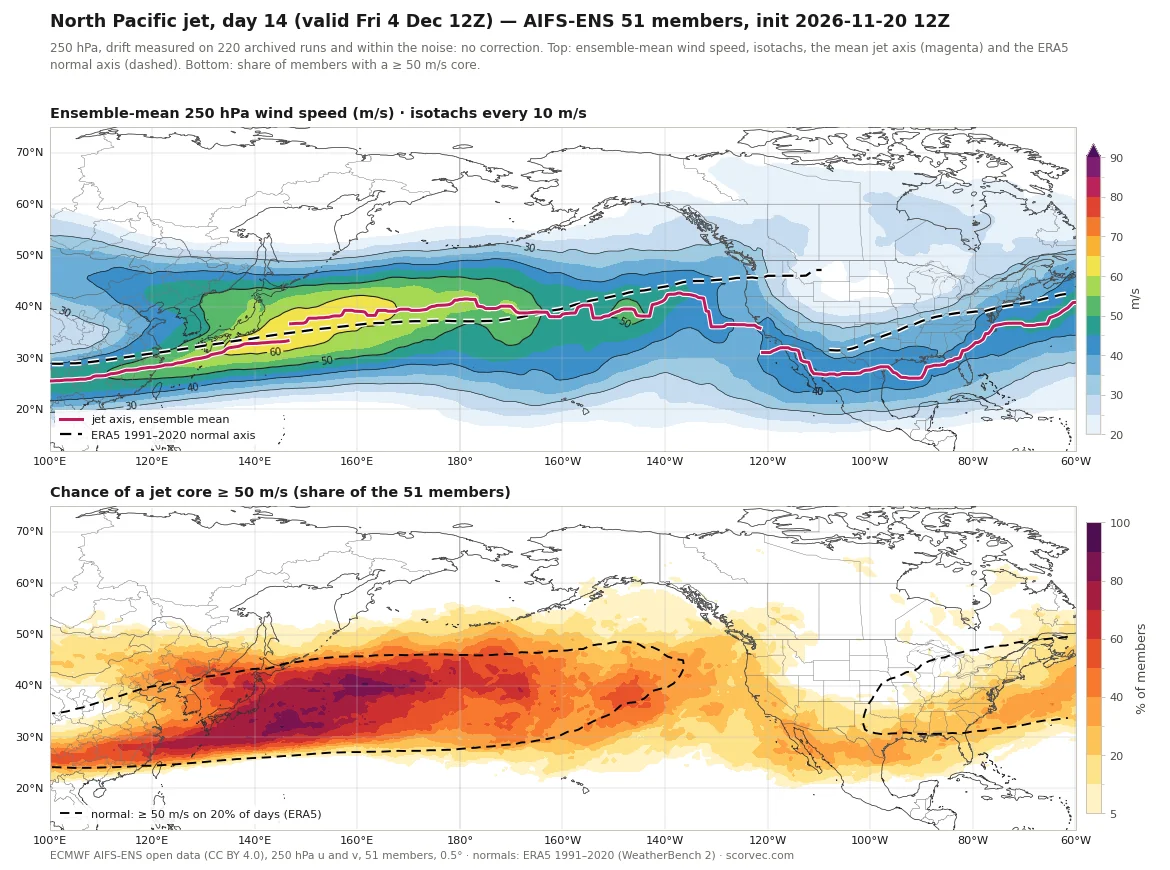 North Pacific jet, day 14 (valid Fri 4 Dec 12Z) — AIFS-ENS 51 members, init 2026-11-20 12Z
250 hPa, drift measured on 220 archived runs and within the noise: no correction. Top: ensemble-mean wind speed, isotachs, the mean jet axis (magenta) and the ERA5
normal axis (dashed). Bottom: share of members with a ≥ 50 m/s core.
Ensemble-mean 250 hPa wind speed (m/s) · isotachs every 10 m/s
70°N
60°N
50°N
40°N
30°N
20°N
30
30
30
40
50
60
50
40
30
jet axis, ensemble mean
ERA5 1991–2020 normal axis
100°E 120°E 140°E 160°E 180° 160°W 140°W 120°W 100°W 80°W 60°W
90
80
70
60
50
40
30
20
m/s
Chance of a jet core ≥ 50 m/s (share of the 51 members)
70°N
60°N
50°N
40°N
30°N
20°N
normal: ≥ 50 m/s on 20% of days (ERA5)
100°E 120°E 140°E 160°E 180° 160°W 140°W 120°W 100°W 80°W 60°W
100
80
60
40
20
5
% of members
ECMWF AIFS-ENS open data (CC BY 4.0), 250 hPa u and v, 51 members, 0.5° · normals: ERA5 1991–2020 (WeatherBench 2) · scorvec.com